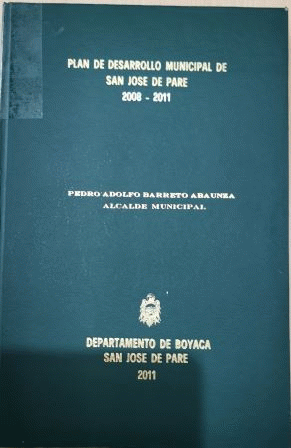 PLAN DE DESARROLLO MUNICIPAL DE
SAN JOSE DE PARE
2008 - 2011
PEDRO ADOLFO BARRETO ABAUNZA
ALCALDE MUNICIPAL
DEPARTAMENTO DE BOYACA
SAN JOSE DE PARE
2011